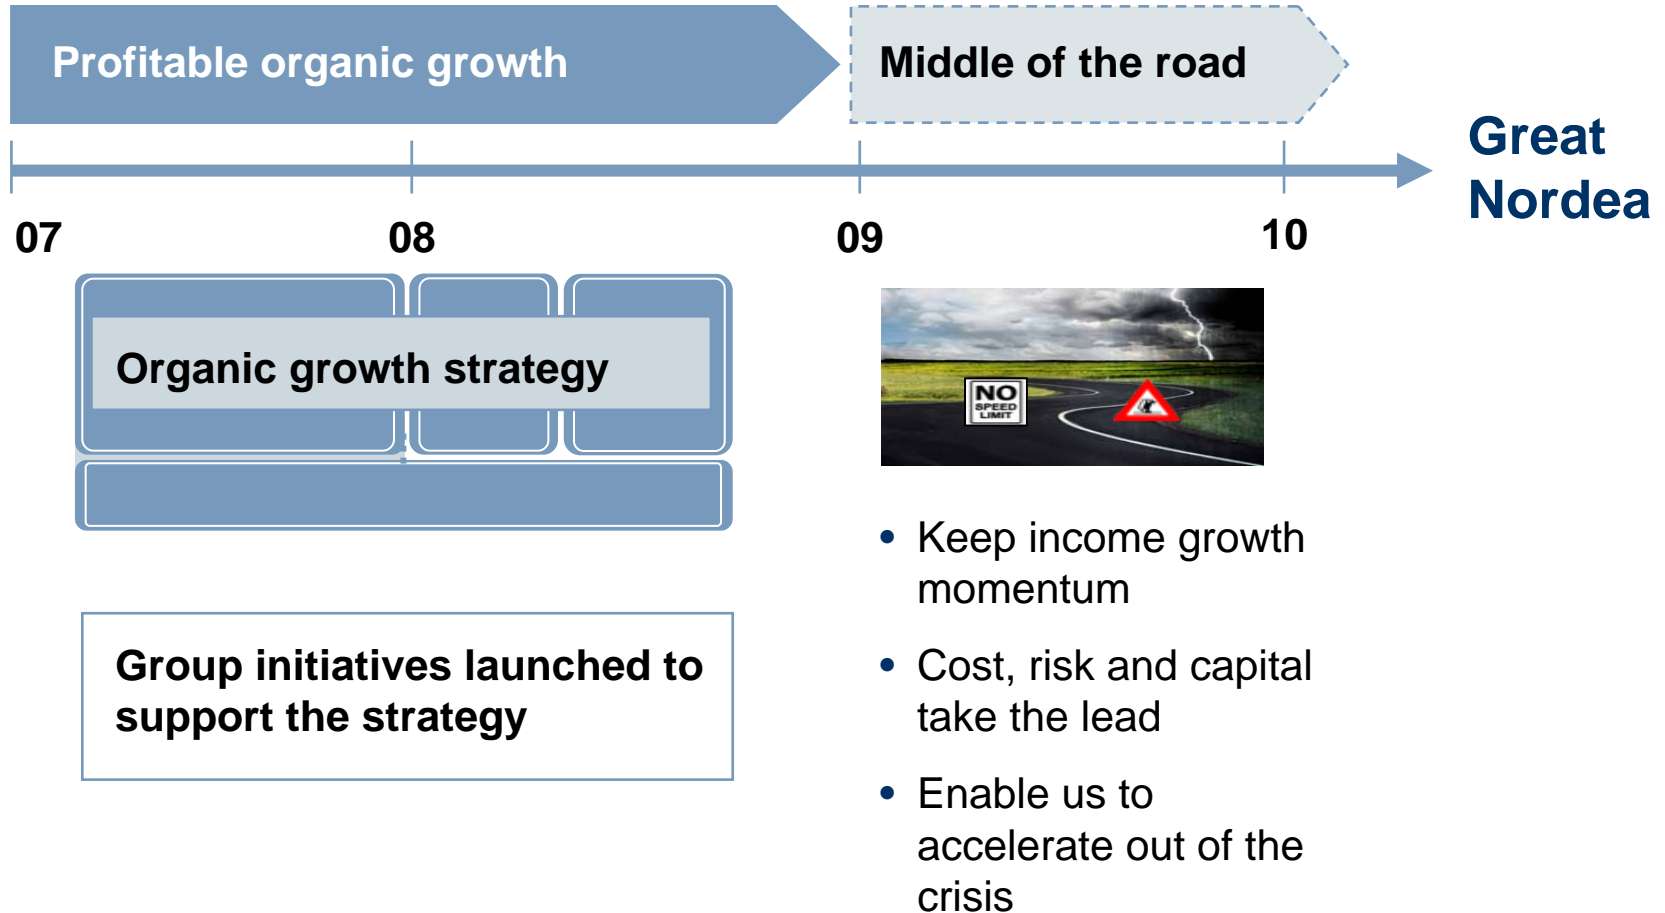 Profitable organic growth
Middle of the road
Great
Nordea
07
08
09
10
Organic growth strategy
NO
SPEED
LIMIT
Group initiatives launched to
support the strategy
• Keep income growth
momentum
• Cost, risk and capital
take the lead
• Enable us to
accelerate out of the
crisis